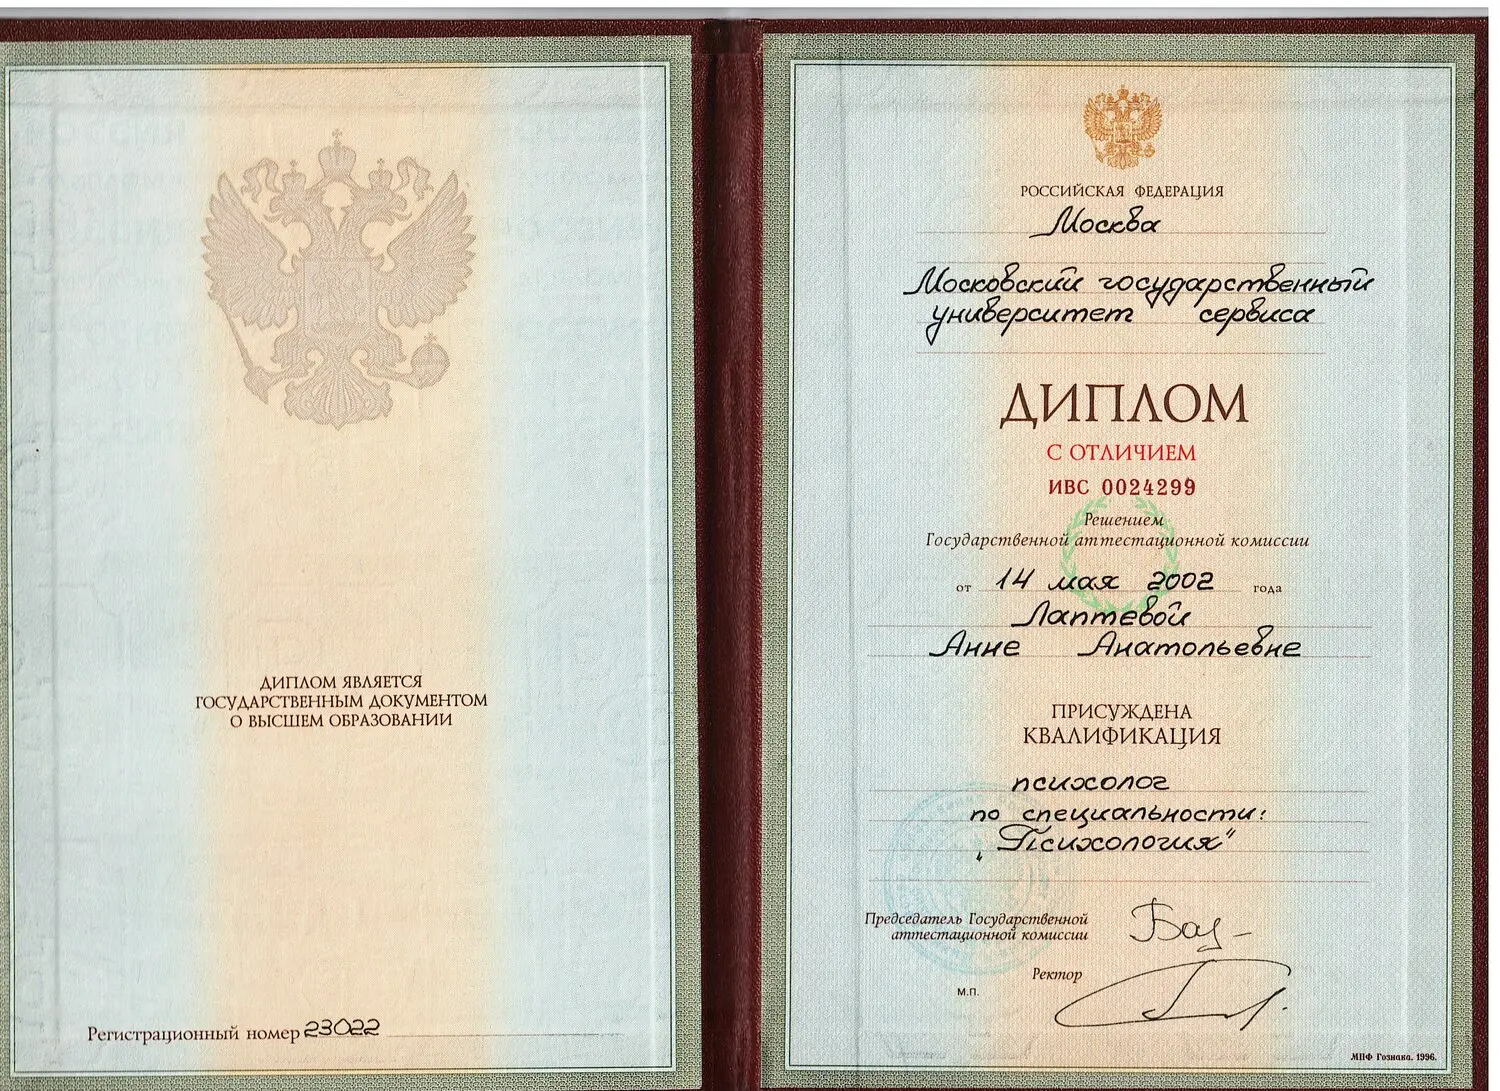 ДИПЛОМ ЯВЛЯЕТСЯ
ГОСУДАРСТВЕННЫМ ДОКУМЕНТОМ
О ВЫСШЕМ ОБРАЗОВАНИИ
Регистрационный номер 23022
РОССИЙСКАЯ ФЕДЕРАЦИЯ
Москва
Московский государственный
университет сервиса
ДИПЛОМ
С ОТЛИЧИЕМ
ИВС 0024299
Решением
Государственной аттестационной комиссии
от 14 мая 2002 года
Лаптевой
Анне Анатольевне
ПРИСУЖДЕНА
КВАЛИФИКАЦИЯ
психолог
по специальности:
„Психология“
Председатель Государственной
аттестационной комиссии
Ректор
М.П.
МПФ Гознака. 1996.